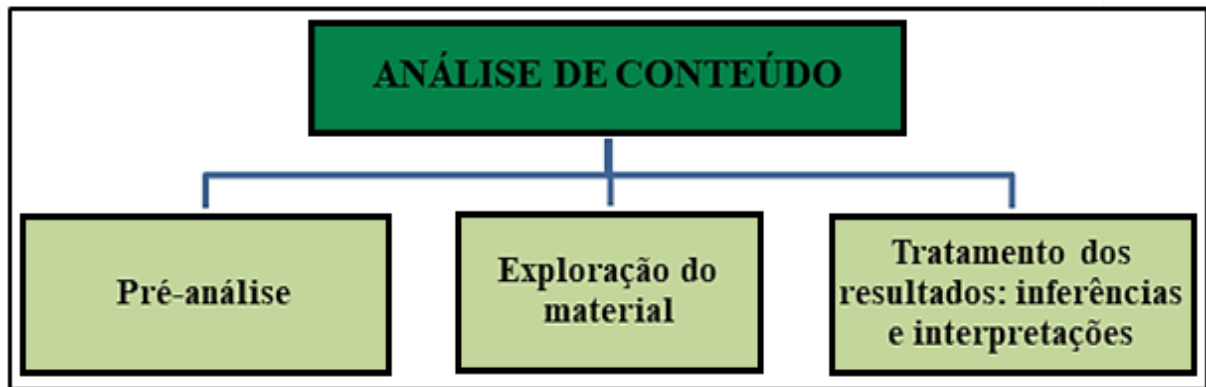 ANÁLISE DE CONTEÚDO
Pré-análise
Exploração do
material
Tratamento dos
resultados: inferências
e interpretações